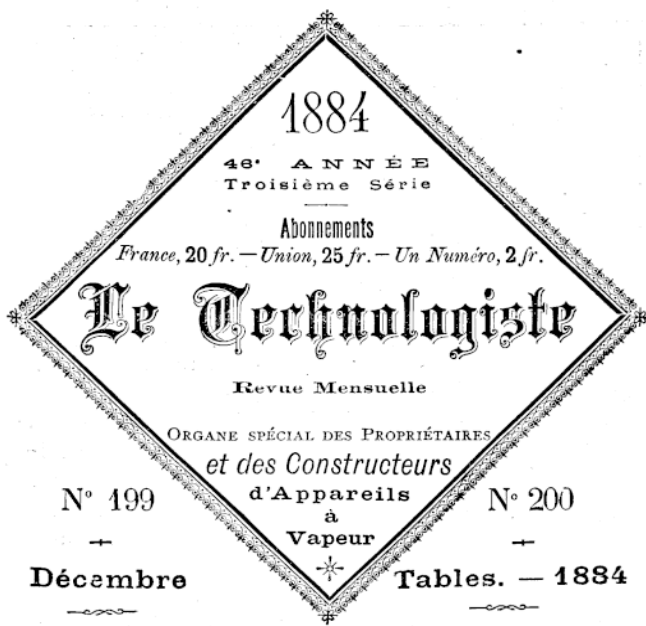 1884
46e ANNÉE
Troisième Série
Abonnements
France, 20 fr. — Union, 25 fr. — Un Numéro, 2 fr.
Le Technologiste
Revue Mensuelle
ORGANE SPÉCIAL DES PROPRIÉTAIRES
et des Constructeurs
d'Appareils
à
Vapeur
N° 199
Décembre
N° 200
Tables. — 1884